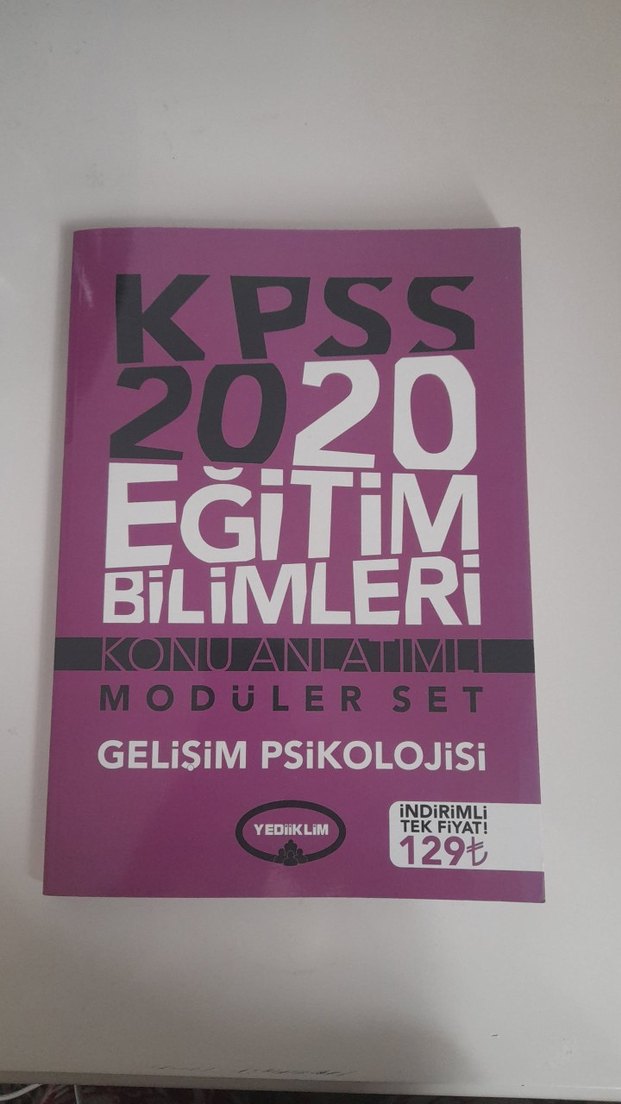 KPSS
2020
EĞİTİM
BİLİMLERİ
KONU ANLATIMLI
MODÜLER SET
GELİŞİM PSİKOLOJİSİ
YEDİİKLİM
İNDİRİMLİ
TEK FİYAT!
129₺